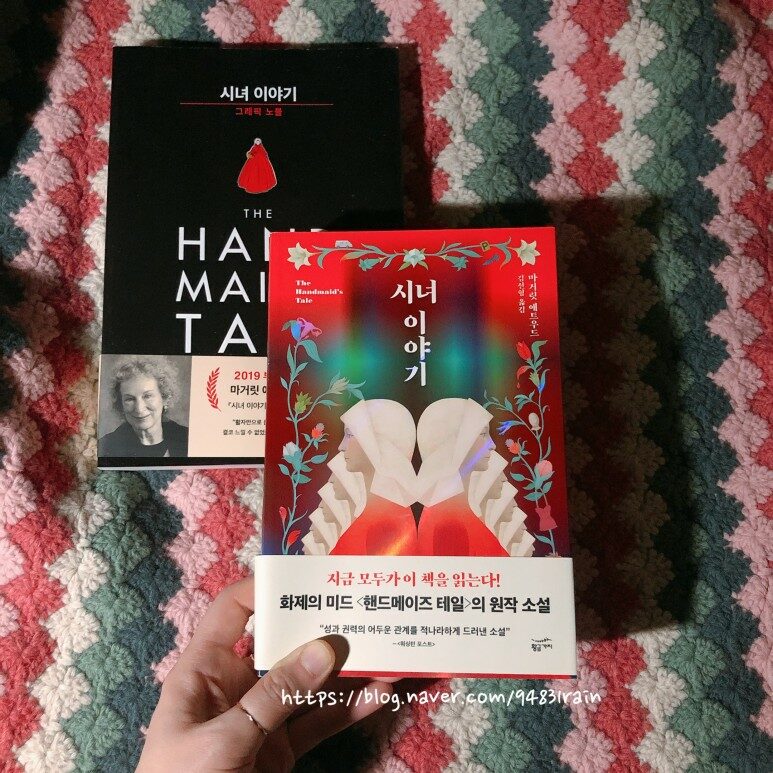 시녀 이야기
그래픽 노블
THE
HAND
MAI
TA
2019
마거릿
『시녀 이야기
The
Handmaid's
Tale
시녀
이야기
마거릿 애트우드
김선형 옮김
지금 모두가 이 책을 읽는다!
화제의 미드 〈핸드메이즈 테일〉의 원작 소설
"성과 권력의 어두운 관계를 적나라하게 드러낸 소설"
—<워싱턴 포스트>
황금가지
https://blog.naver.com/9483lrain